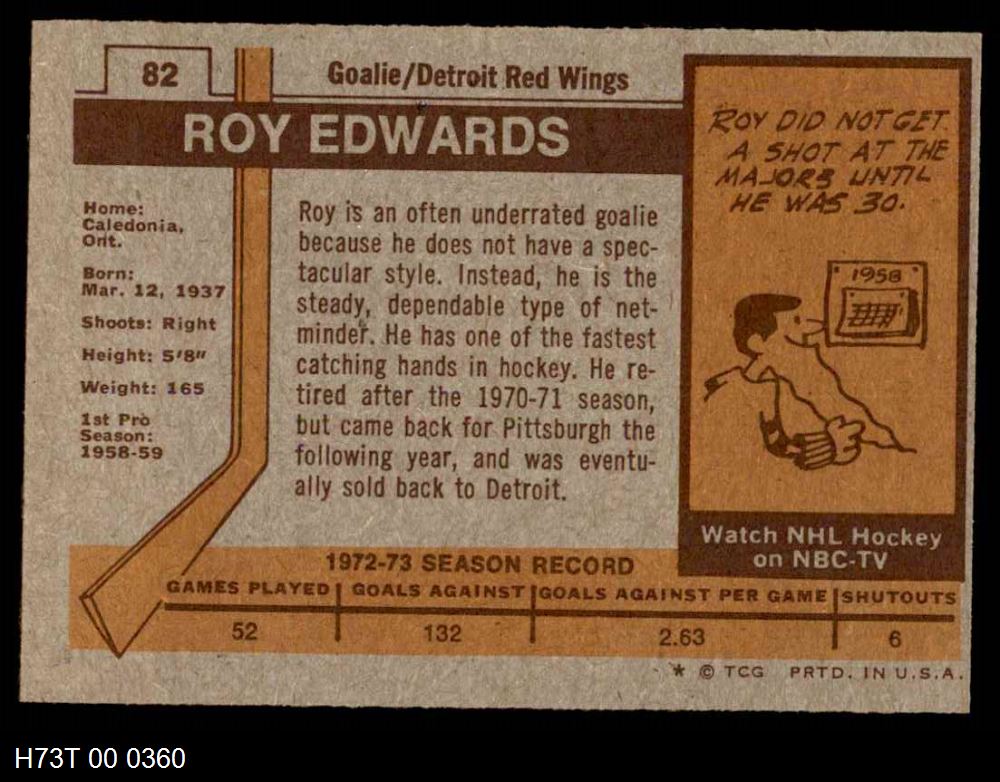 82
Goalie/Detroit Red Wings
ROY EDWARDS
Home:
Caledonia,
Ont.
Born:
Mar. 12, 1937
Shoots: Right
Height: 5'8"
Weight: 165
1st Pro
Season:
1958-59
Roy is an often underrated goalie
because he does not have a spec-
tacular style. Instead, he is the
steady, dependable type of net-
minder. He has one of the fastest
catching hands in hockey. He re-
tired after the 1970-71 season,
but came back for Pittsburgh the
following year, and was eventu-
ally sold back to Detroit.
ROY DID NOT GET
A SHOT AT THE
MAJORS UNTIL
HE WAS 30.
1958
Watch NHL Hockey
on NBC-TV
1972-73 SEASON RECORD
GAMES PLAYED GOALS AGAINST GOALS AGAINST PER GAME SHUTOUTS
52 132 2.63 6
* © TCG PRTD. IN U.S.A.
H73T 00 0360